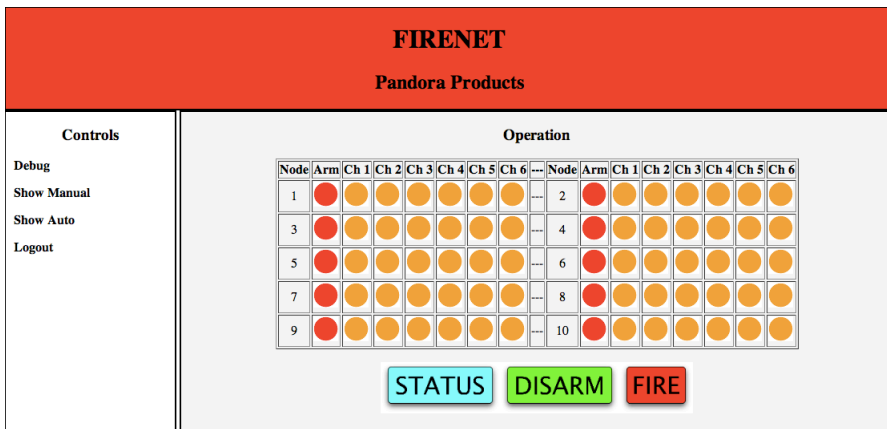 FIRENET
Pandora Products
Controls
Debug
Show Manual
Show Auto
Logout
Operation
Node Arm Ch 1 Ch 2 Ch 3 Ch 4 Ch 5 Ch 6 --- Node Arm Ch 1 Ch 2 Ch 3 Ch 4 Ch 5 Ch 6
1 --- 2
3 --- 4
5 --- 6
7 --- 8
9 --- 10
STATUS DISARM FIRE